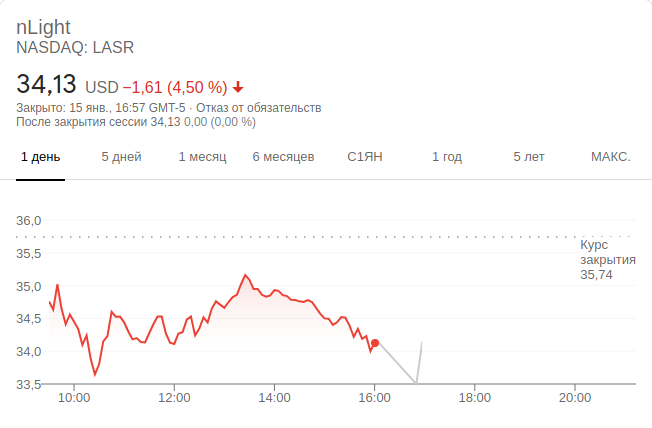 nLight
NASDAQ: LASR
34,13 USD −1,61 (4,50 %)
Закрыто: 15 янв., 16:57 GMT-5 · Отказ от обязательств
После закрытия сессии 34,13 0,00 (0,00 %)
1 день 5 дней 1 месяц 6 месяцев С1ЯН 1 год 5 лет МАКС.
36,0
Курс
закрытия
35,74
35,5
35,0
34,5
34,0
33,5
10:00 12:00 14:00 16:00 18:00 20:00